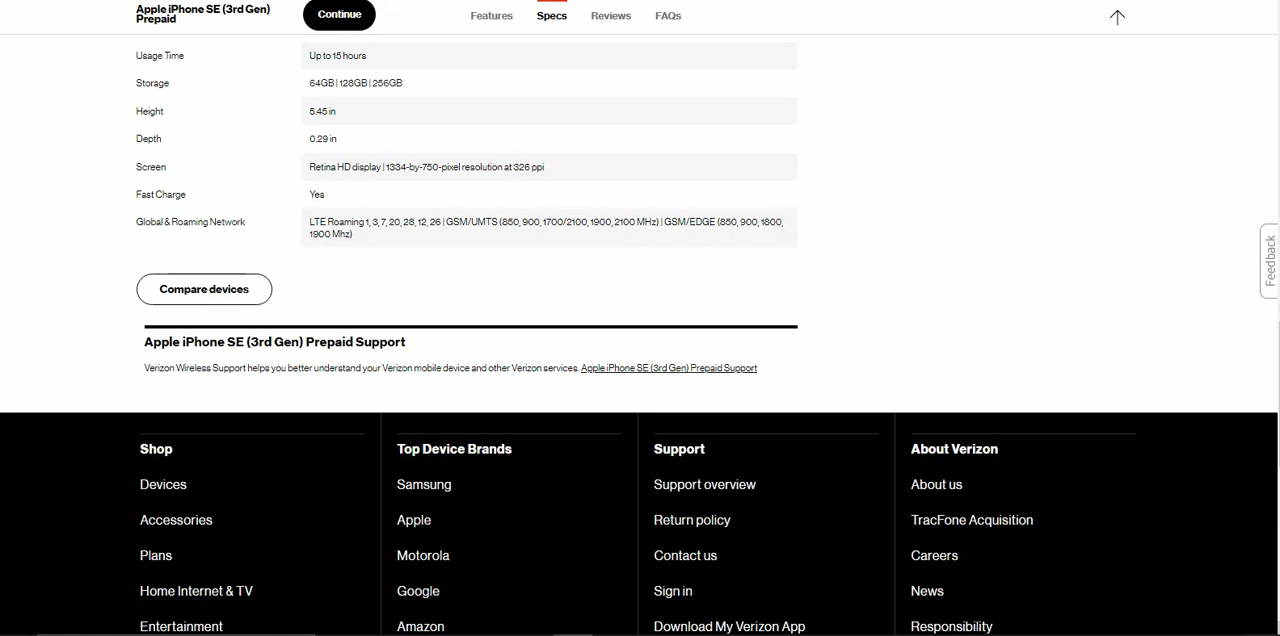 Apple iPhone SE (3rd Gen)
Prepaid
Continue
Features
Specs
Reviews
FAQs
Usage Time
Up to 15 hours
Storage
64GB | 128GB | 256GB
Height
5.45 in
Depth
0.29 in
Screen
Retina HD display | 1334-by-750-pixel resolution at 326 ppi
Fast Charge
Yes
Global & Roaming Network
LTE Roaming 1, 3, 7, 20, 28, 12, 26 | GSM/UMTS (850, 900, 1700/2100, 1900, 2100 MHz) | GSM/EDGE (850, 900, 1800,
1900 Mhz)
Feedback
Compare devices
Apple iPhone SE (3rd Gen) Prepaid Support
Verizon Wireless Support helps you better understand your Verizon mobile device and other Verizon services. Apple iPhone SE (3rd Gen) Prepaid Support
Shop
Devices
Accessories
Plans
Home Internet & TV
Entertainment
Top Device Brands
Samsung
Apple
Motorola
Google
Amazon
Support
Support overview
Return policy
Contact us
Sign in
Download My Verizon App
About Verizon
About us
TracFone Acquisition
Careers
News
Responsibility